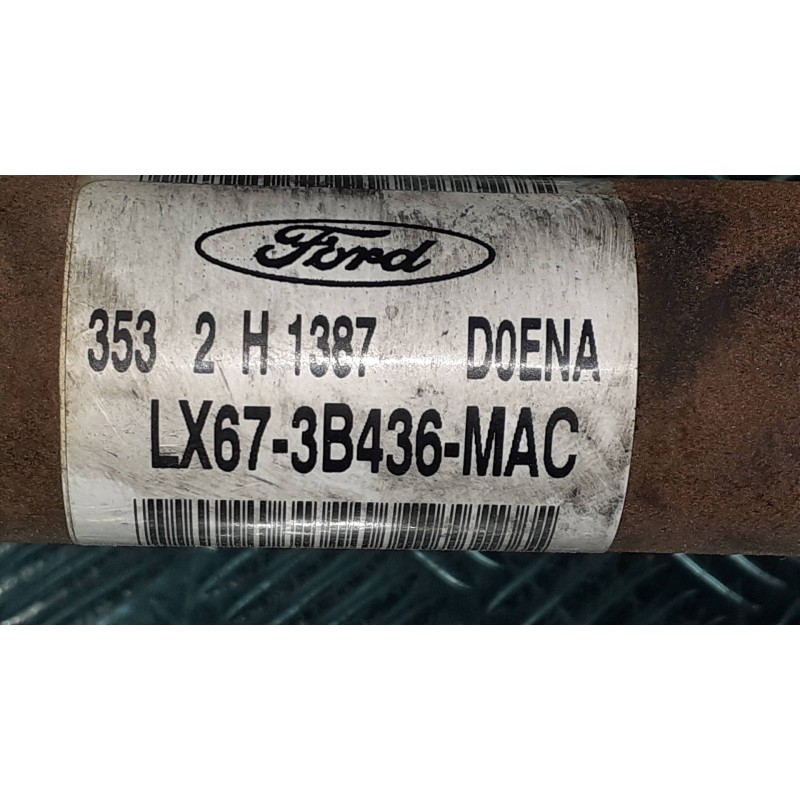 Ford
353 2 H 1387 D0ENA
LX67-3B436-MAC